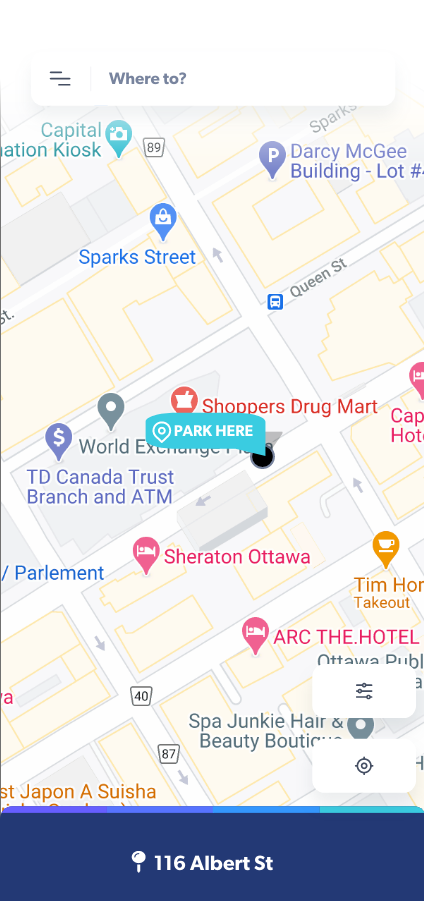 Where to?
Sparks
Capital
89
ation Kiosk
Darcy McGee
Building - Lot #4
Sparks Street
Queen St
st.
Shoppers Drug Mart
Cap
Hote
PARK HERE
World Exchange Plaza
TD Canada Trust
Branch and ATM
Sheraton Ottawa
/ Parlement
Tim Hor
Takeout
ARC THE.HOTEL
Ottawa Publ
a
va
40
Spa Junkie Hair &
Beauty Boutique
87
H
st Japon A Suisha
116 Albert St